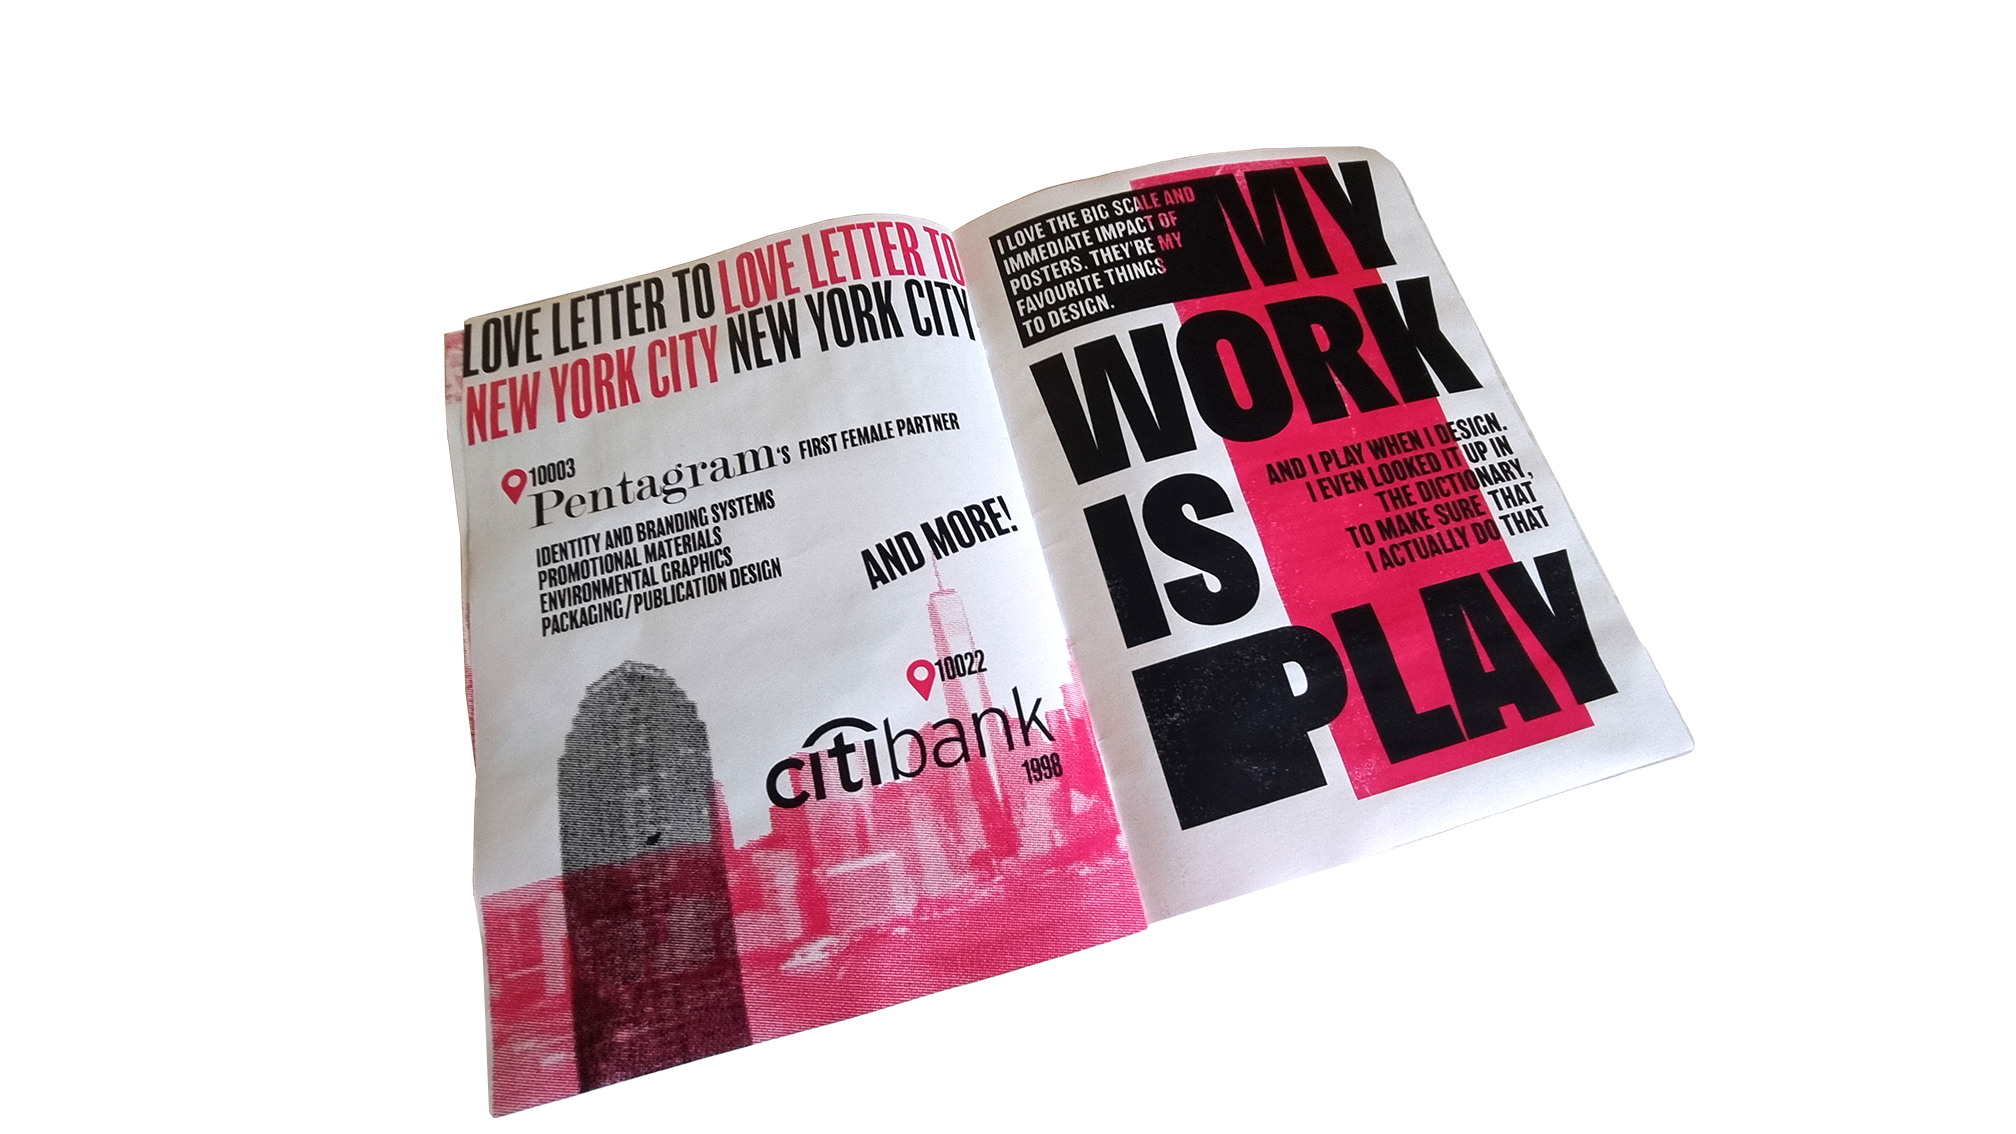 LOVE LETTER TO LOVE LETTER TO
NEW YORK CITY NEW YORK CITY
10003
Pentagram's FIRST FEMALE PARTNER
IDENTITY AND BRANDING SYSTEMS
PROMOTIONAL MATERIALS
ENVIRONMENTAL GRAPHICS
PACKAGING/PUBLICATION DESIGN
AND MORE!
10022
citibank
1998
I LOVE THE BIG SCALE AND
IMMEDIATE IMPACT OF
POSTERS. THEY'RE MY
FAVOURITE THINGS
TO DESIGN.
MY
WORK
AND I PLAY WHEN I DESIGN.
I EVEN LOOKED IT UP IN
THE DICTIONARY,
TO MAKE SURE THAT
I ACTUALLY DO THAT
IS
PLAY